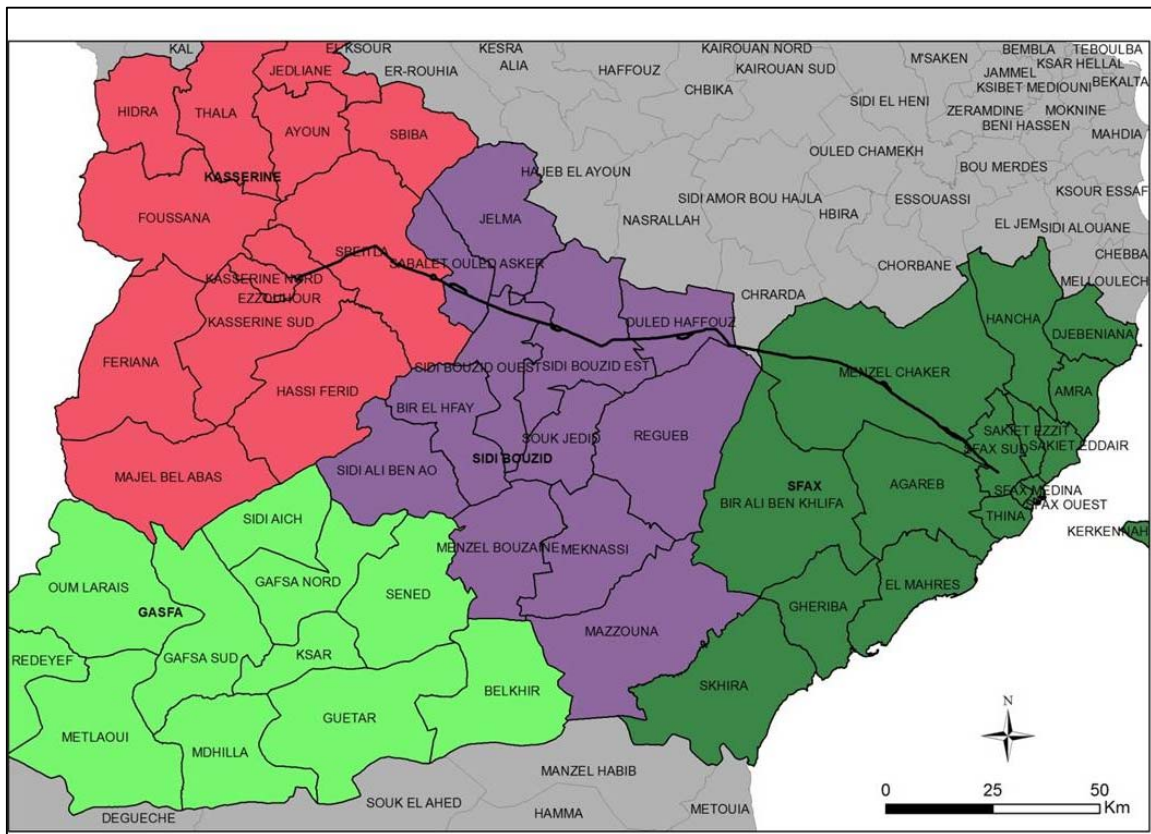 KAL
EL KSOUR
KESRA
KAIROUAN NORD
BEMBLA
TEBOULBA
JEDLIANE
ER-ROUHIA
ALIA
HAFFOUZ
KAIROUAN SUD
M'SAKEN
KSAR HELLAL
JAMMEL
BEKALTA
KSIBET MEDIOUNI
HIDRA
THALA
CHBIKA
SIDI EL HENI
ZERAMDINE
MOKNINE
BENI HASSEN
MAHDIA
AYOUN
SBIBA
OULED CHAMEKH
BOU MERDES
KASSERINE
HAJEB EL AYOUN
KSOUR ESSAF
FOUSSANA
JELMA
NASRALLAH
SIDI AMOR BOU HAJLA
HBIRA
ESSOUASSI
EL JEM
SIDI ALOUANE
SBEITLA
SABALET OULED ASKER
CHORBANE
CHEBBA
MELLOULECH
KASSERINE NORD
EZZOUHOUR
CHRARDA
KASSERINE SUD
OULED HAFFOUZ
HANCHA
DJEBENIANA
FERIANA
HASSI FERID
SIDI BOUZID OUEST
SIDI BOUZID EST
MENZEL CHAKER
AMRA
BIR EL HFAY
SOUK JEDID
REGUEB
SAKIET EZZIT
SAKIET EDDAIR
SFAX SUD
MAJEL BEL ABAS
SIDI ALI BEN AO
SIDI BOUZID
SFAX
BIR ALI BEN KHLIFA
AGAREB
SFAX MEDINA
SFAX OUEST
THINA
KERKENNAH
SIDI AICH
MENZEL BOUZAINE
MEKNASSI
OUM LARAIS
GAFSA NORD
SENED
EL MAHRES
GASFA
GHERIBA
MAZZOUNA
REDEYEF
GAFSA SUD
KSAR
BELKHIR
SKHIRA
GUETAR
METLAOUI
MDHILLA
N
MANZEL HABIB
SOUK EL AHED
METOUIA
DEGUECHE
HAMMA
0 25 50
Km